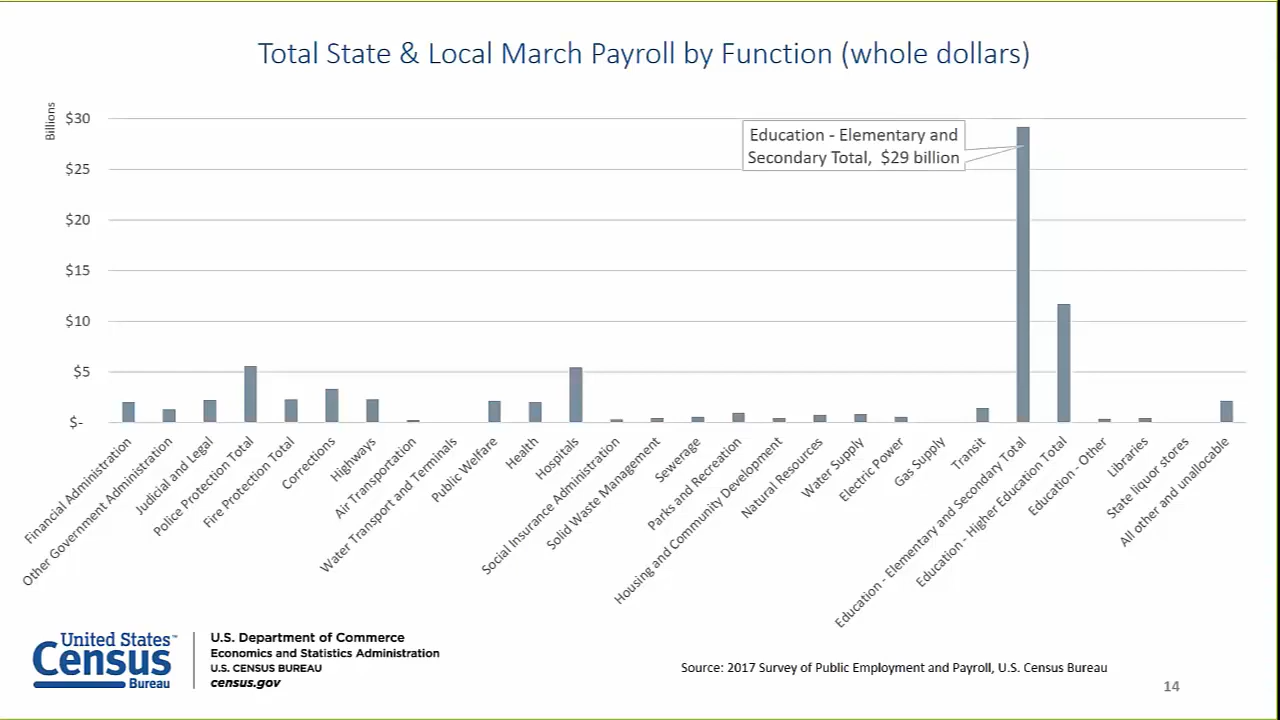 Total State & Local March Payroll by Function (whole dollars)
Billions
$30
$25
$20
$15
$10
$5
$-
Education - Elementary and
Secondary Total, $29 billion
Financial Administration
Other Government Administration
Judicial and Legal
Police Protection Total
Fire Protection Total
Corrections
Highways
Air Transportation
Water Transport and Terminals
Public Welfare
Health
Hospitals
Social Insurance Administration
Solid Waste Management
Sewerage
Parks and Recreation
Housing and Community Development
Natural Resources
Water Supply
Electric Power
Gas Supply
Transit
Education - Elementary and Secondary Total
Education - Higher Education Total
Education - Other
Libraries
State liquor stores
All other and unallocable
United States™
Census
Bureau
U.S. Department of Commerce
Economics and Statistics Administration
U.S. CENSUS BUREAU
census.gov
Source: 2017 Survey of Public Employment and Payroll, U.S. Census Bureau
14